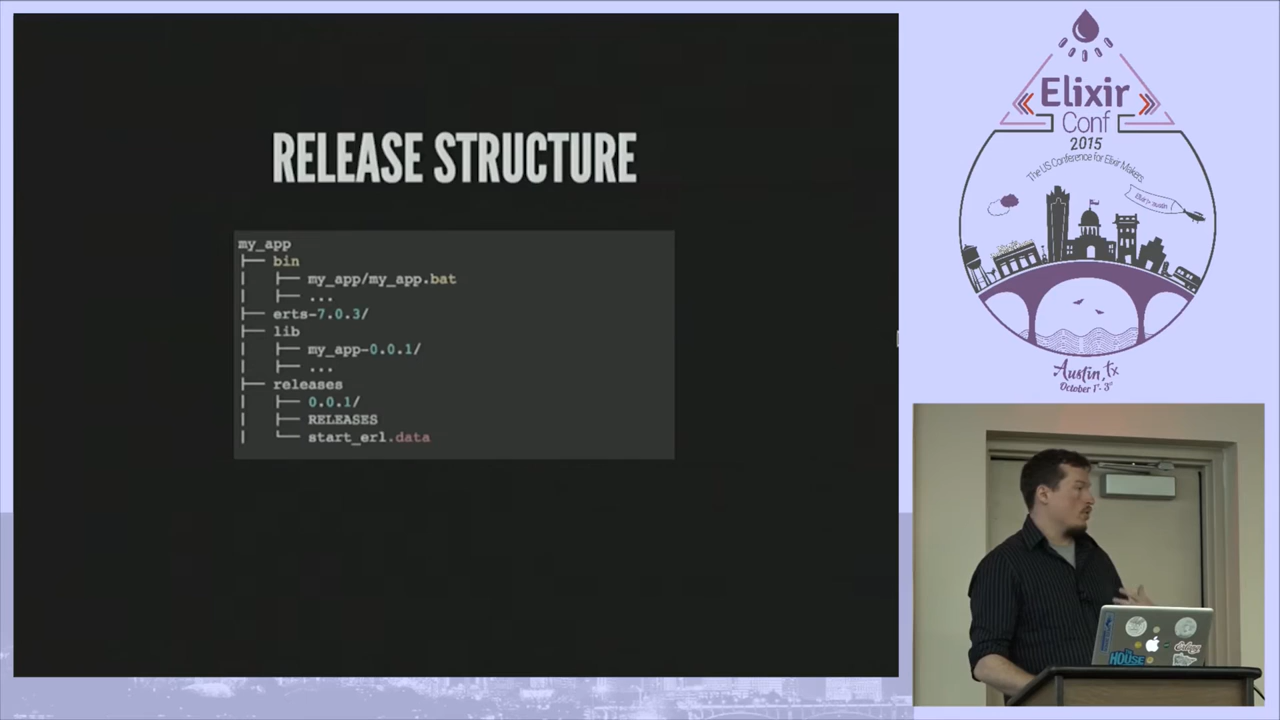 RELEASE STRUCTURE
my_app
├── bin
│   ├── my_app/my_app.bat
│   ├── ...
├── erts-7.0.3/
├── lib
│   ├── my_app-0.0.1/
│   ├── ...
├── releases
│   ├── 0.0.1/
│   ├── RELEASES
│   └── start_erl.data
Elixir
Conf
2015
The US Conference for Elixir Makers
Austin, TX
October 1st - 3rd
HOUSE